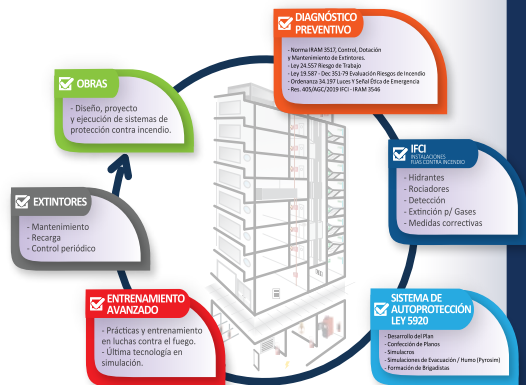 DIAGNÓSTICO
PREVENTIVO
- Norma IRAM 3517, Control, Dotación
y Mantenimiento de Extintores.
- Ley 24.557 Riesgo de Trabajo
- Ley 19.587 - Dec 351-79 Evaluación Riesgos de Incendio
- Ordenanza 34.197 Luces Y Señal Ética de Emergencia
- Res. 405/AGC/2019 IFCI - IRAM 3546
OBRAS
- Diseño, proyecto
y ejecución de sistemas de
protección contra incendio.
IFCI
INSTALACIONES
FIJAS CONTRA INCENDIO
- Hidrantes
- Rociadores
- Detección
- Extinción p/ Gases
- Medidas correctivas
EXTINTORES
- Mantenimiento
- Recarga
- Control periódico
ENTRENAMIENTO
AVANZADO
- Prácticas y entrenamiento
en luchas contra el fuego.
- Última tecnología en
simulación.
SISTEMA DE
AUTOPROTECCIÓN
LEY 5920
- Desarrollo del Plan
- Confección de Planos
- Simulacros
- Simulaciones de Evacuación / Humo (Pyrosim)
- Formación de Brigadistas